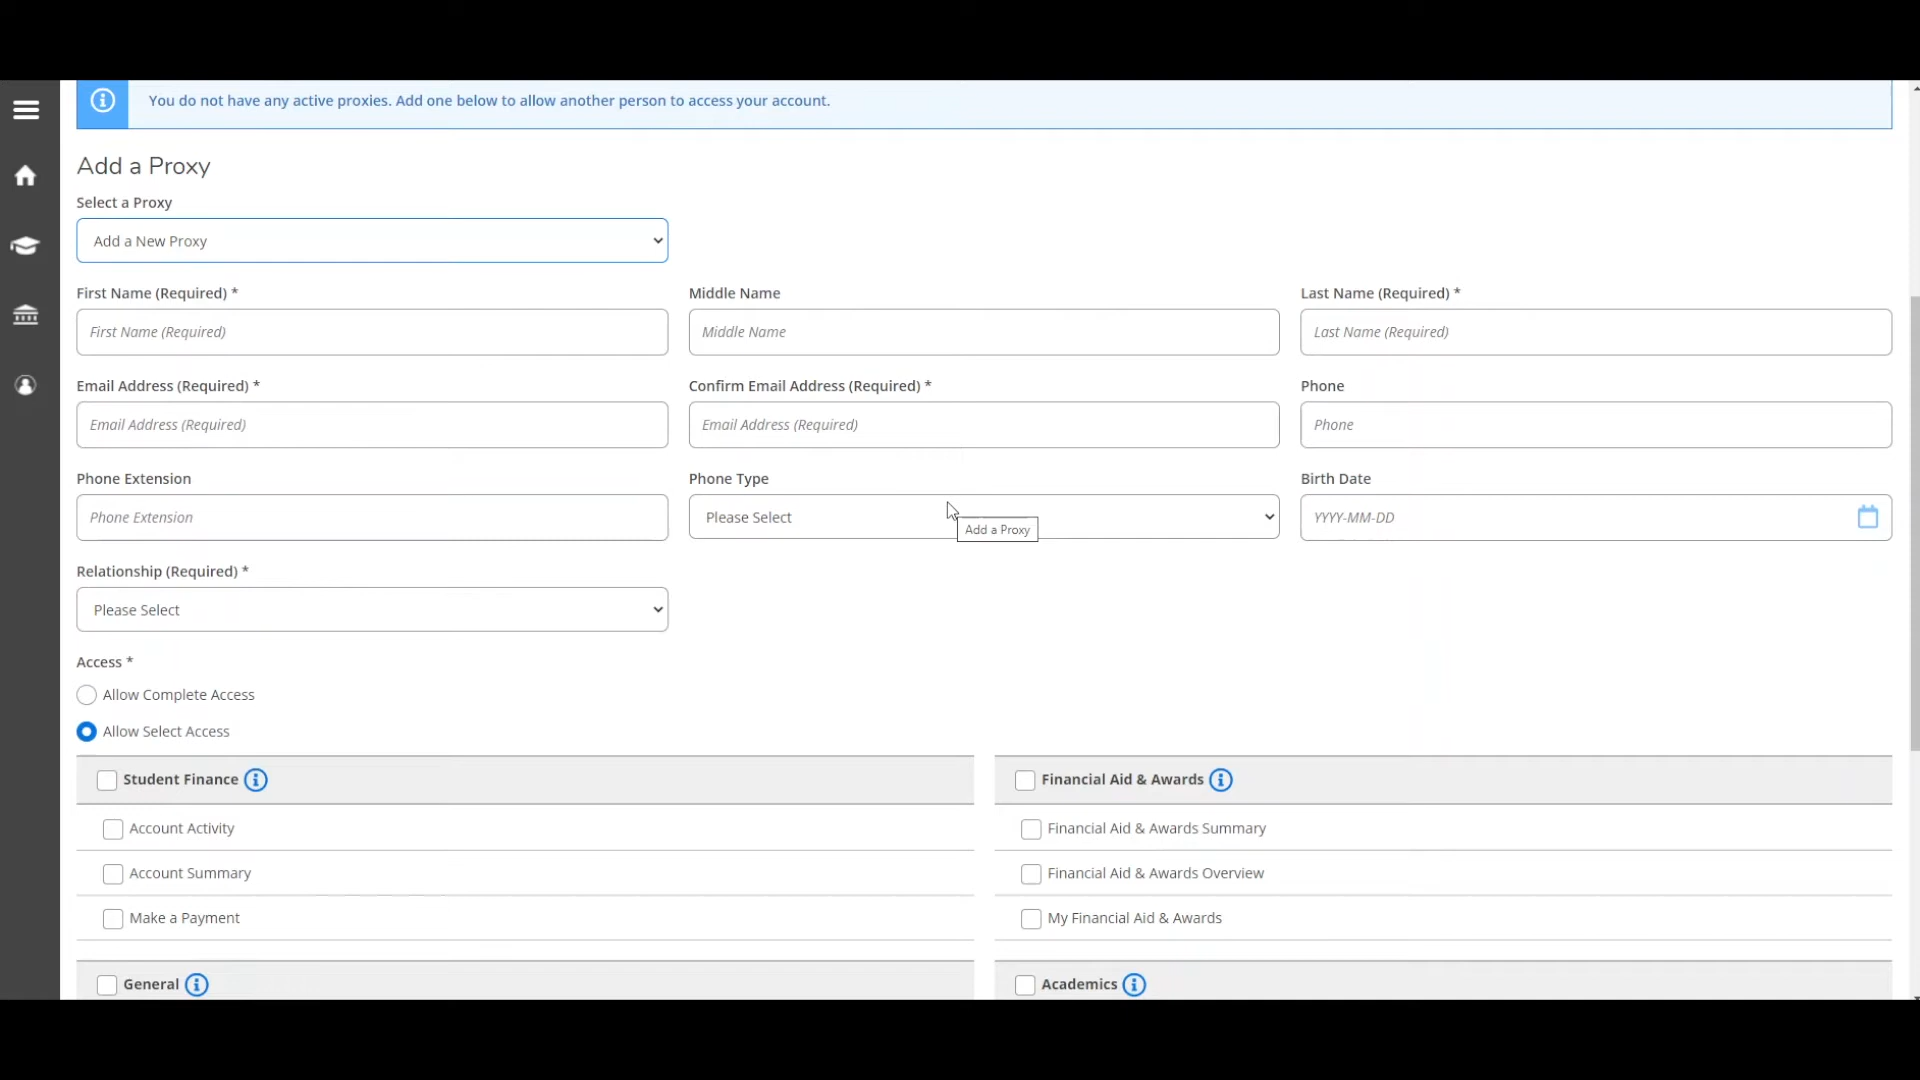 You do not have any active proxies. Add one below to allow another person to access your account.
Add a Proxy
Select a Proxy
Add a New Proxy
First Name (Required) *
Middle Name
Last Name (Required) *
First Name (Required)
Middle Name
Last Name (Required)
Email Address (Required) *
Confirm Email Address (Required) *
Phone
Email Address (Required)
Email Address (Required)
Phone
Phone Extension
Phone Type
Birth Date
Phone Extension
Please Select
YYYY-MM-DD
Add a Proxy
Relationship (Required) *
Please Select
Access *
Allow Complete Access
Allow Select Access
Student Finance
Financial Aid & Awards
Account Activity
Financial Aid & Awards Summary
Account Summary
Financial Aid & Awards Overview
Make a Payment
My Financial Aid & Awards
General
Academics